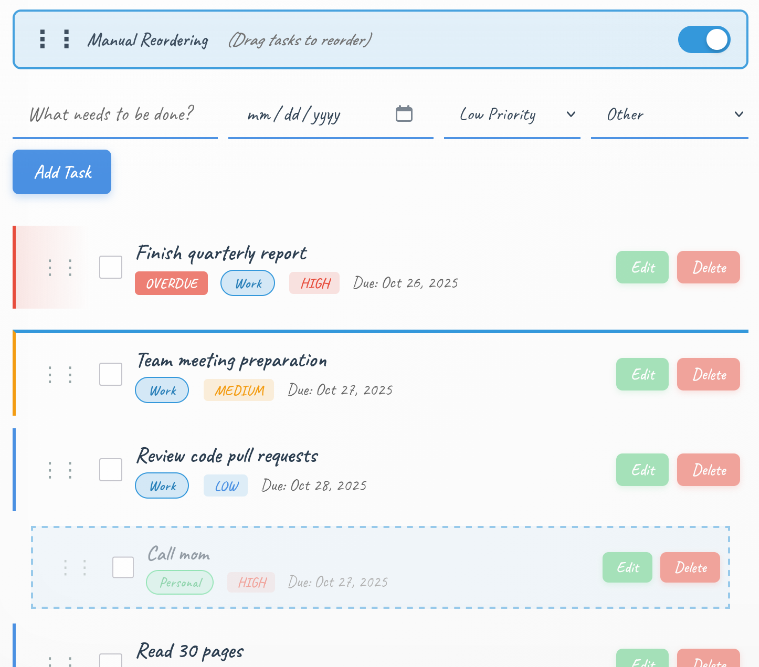 Manual Reordering (Drag tasks to reorder)
What needs to be done? mm/dd/yyyy Low Priority Other
Add Task
Finish quarterly report
OVERDUE Work HIGH Due: Oct 26, 2025
Edit Delete
Team meeting preparation
Work MEDIUM Due: Oct 27, 2025
Edit Delete
Review code pull requests
Work LOW Due: Oct 28, 2025
Edit Delete
Call mom
Personal HIGH Due: Oct 27, 2025
Edit Delete
Read 30 pages
Edit Delete